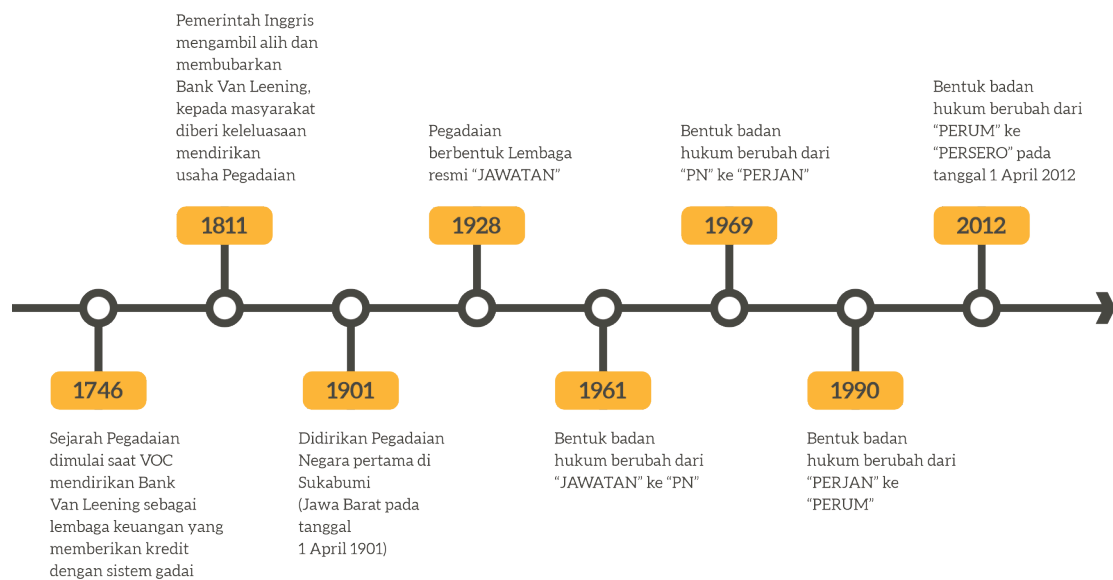 1746
Sejarah Pegadaian
dimulai saat VOC
mendirikan Bank
Van Leening sebagai
lembaga keuangan yang
memberikan kredit
dengan sistem gadai
Pemerintah Inggris
mengambil alih dan
membubarkan
Bank Van Leening,
kepada masyarakat
diberi keleluasaan
mendirikan
usaha Pegadaian
1811
1901
Didirikan Pegadaian
Negara pertama di
Sukabumi
(Jawa Barat pada
tanggal
1 April 1901)
Pegadaian
berbentuk Lembaga
resmi “JAWATAN”
1928
1961
Bentuk badan
hukum berubah dari
“JAWATAN” ke “PN”
Bentuk badan
hukum berubah dari
“PN” ke “PERJAN”
1969
1990
Bentuk badan
hukum berubah dari
“PERJAN” ke
“PERUM”
Bentuk badan
hukum berubah dari
“PERUM” ke
“PERSERO” pada
tanggal 1 April 2012
2012